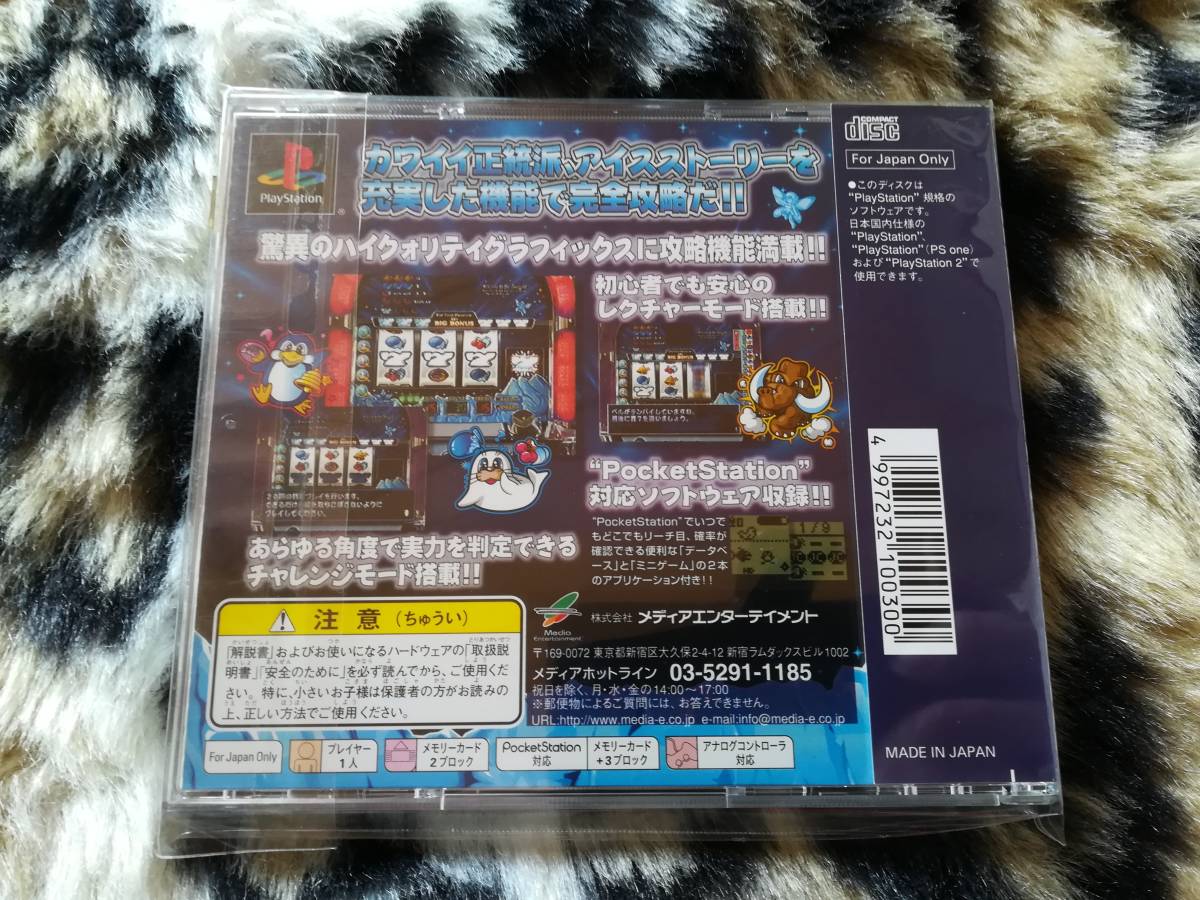 PlayStation
®
カワイイ正統派、アイスストーリーを
充実した機能で完全攻略だ!!
驚異のハイクォリティグラフィックスに攻略機能満載!!
BIG BONUS
初心者でも安心の
レクチャーモード搭載!!
ベルがテンパイしていますね。
“PocketStation”
対応ソフトウェア収録!!
“PocketStation”でいつで
もどこでもリーチ目、確率が
確認できる便利な「データベ
ース」と「ミニゲーム」の2本
のアプリケーション付き!!
1/9
あらゆる角度で実力を判定できる
チャレンジモード搭載!!
注意（ちゅうい）
「解説書」およびお使いになるハードウェアの「取扱説
明書」「安全のために」を必ず読んでから、ご使用くだ
さい。特に、小さいお子様は保護者の方がお読みの
上、正しい方法でご使用ください。
Media
Entertainment
株式会社 メディアエンターテイメント
〒169-0072 東京都新宿区大久保2-4-12 新宿ラムダックスビル1002
メディアホットライン 03-5291-1185
祝日を除く、月・水・金の14:00〜17:00
※郵便物によるご質問には、お答えできません。
URL:http://www.media-e.co.jp e-mail:info@media-e.co.jp
For Japan Only
プレイヤー
1人
メモリーカード
2ブロック
PocketStation
対応
メモリーカード
+3ブロック
アナログコントローラ
対応
COMPACT
disc
For Japan Only
●このディスクは
“PlayStation” 規格の
ソフトウェアです。
日本国内仕様の
“PlayStation”、
“PlayStation”(PS one)
および“PlayStation 2”で
使用できます。
4 997232 100300
MADE IN JAPAN